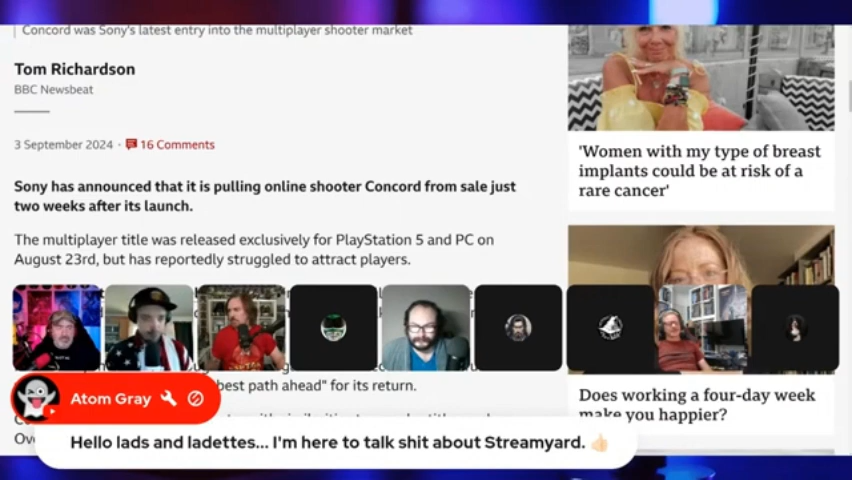 Concord was Sony's latest entry into the multiplayer shooter market
Tom Richardson
BBC Newsbeat
3 September 2024 · 16 Comments
Sony has announced that it is pulling online shooter Concord from sale just
two weeks after its launch.
The multiplayer title was released exclusively for PlayStation 5 and PC on
August 23rd, but has reportedly struggled to attract players.
best path ahead" for its return.
'Women with my type of breast
implants could be at risk of a
rare cancer'
Does working a four-day week
make you happier?
Atom Gray
Hello lads and ladettes... I'm here to talk shit about Streamyard. 👍🏻